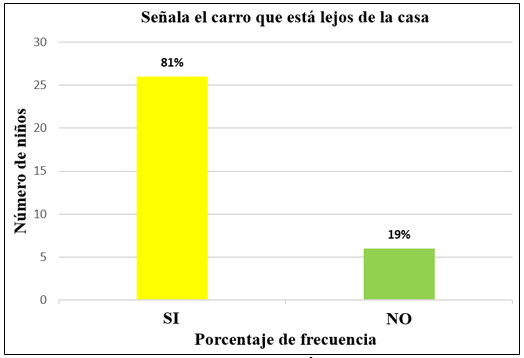 Señala el carro que está lejos de la casa
30
25
20
15
10
5
0
Número de niños
81%
19%
SI
NO
Porcentaje de frecuencia